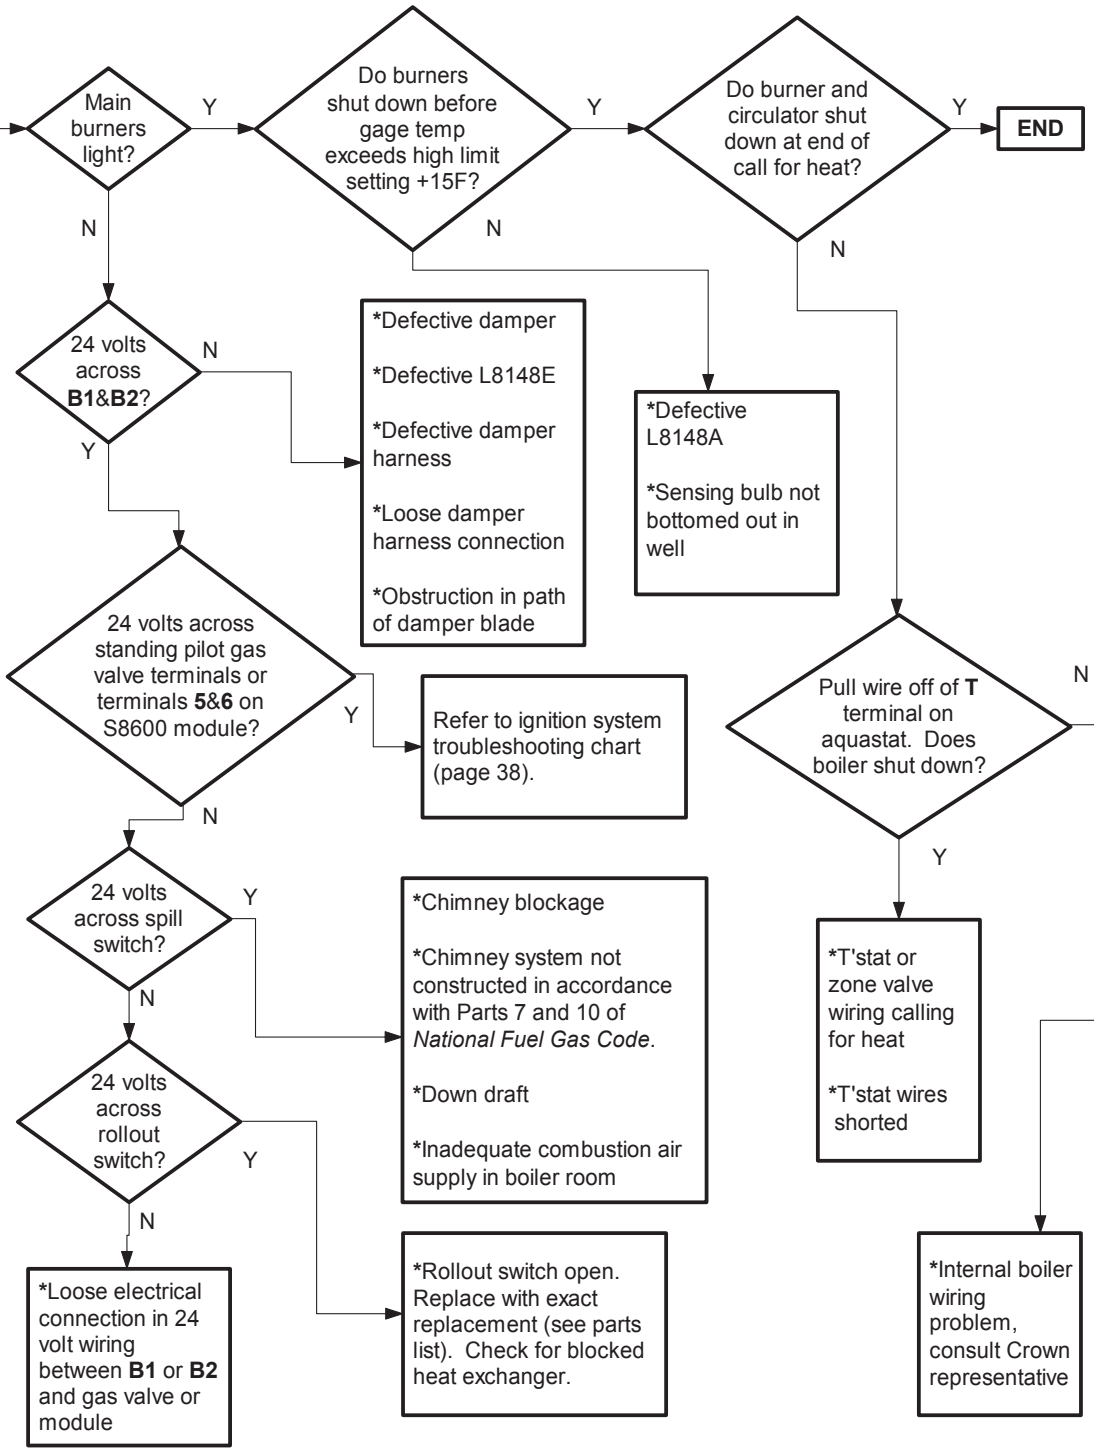 Main
burners
light?
Y
N
Do burners
shut down before
gage temp
exceeds high limit
setting +15F?
Y
N
Do burner and
circulator shut
down at end of
call for heat?
Y
N
END
24 volts
across
B1&B2?
N
Y
*Defective damper
*Defective L8148E
*Defective damper
harness
*Loose damper
harness connection
*Obstruction in path
of damper blade
*Defective
L8148A
*Sensing bulb not
bottomed out in
well
24 volts across
standing pilot gas
valve terminals or
terminals 5&6 on
S8600 module?
Y
N
Refer to ignition system
troubleshooting chart
(page 38).
Pull wire off of T
terminal on
aquastat.  Does
boiler shut down?
N
Y
24 volts
across spill
switch?
Y
N
*Chimney blockage
*Chimney system not
constructed in accordance
with Parts 7 and 10 of
National Fuel Gas Code.
*Down draft
*Inadequate combustion air
supply in boiler room
*T'stat or
zone valve
wiring calling
for heat
*T'stat wires
shorted
24 volts
across
rollout
switch?
Y
N
*Loose electrical
connection in 24
volt wiring
between B1 or B2
and gas valve or
module
*Rollout switch open.
Replace with exact
replacement (see parts
list).  Check for blocked
heat exchanger.
*Internal boiler
wiring
problem,
consult Crown
representative